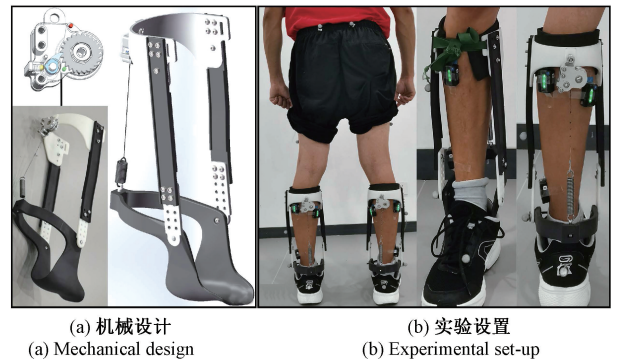 (a) 机械设计
(a) Mechanical design
(b) 实验设置
(b) Experimental set-up